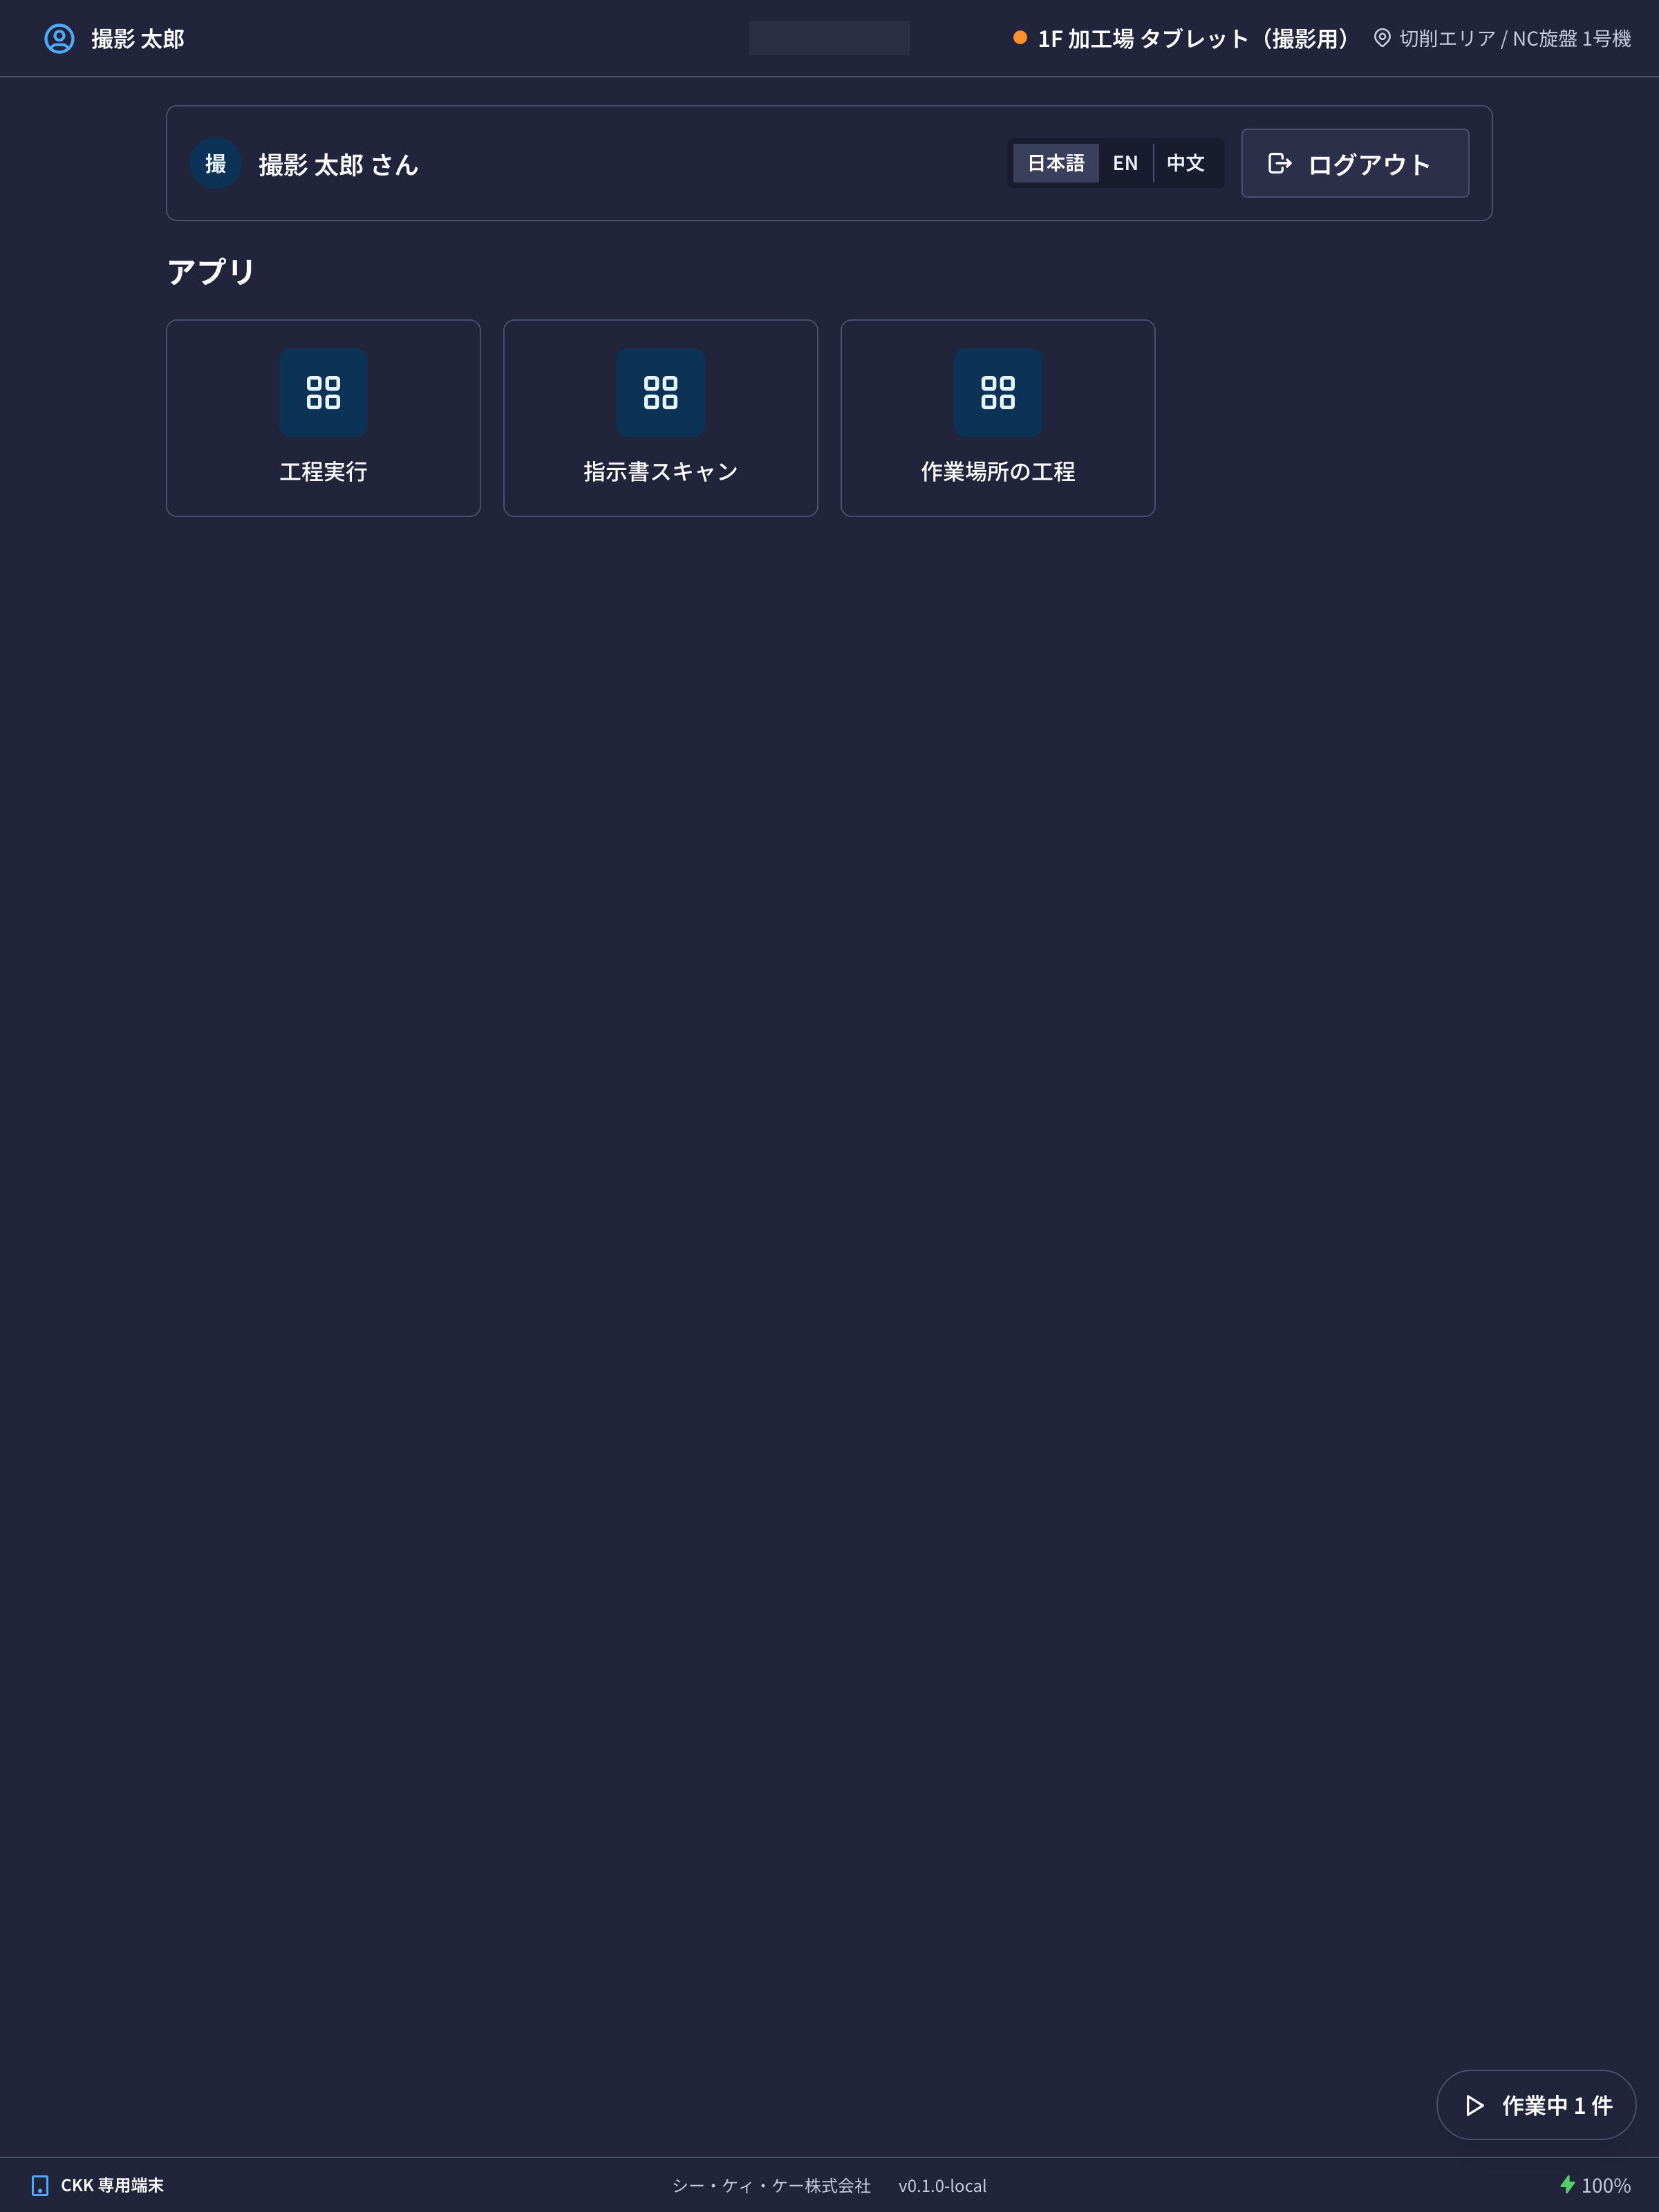 撮影 太郎
1F 加工場 タブレット（撮影用） 切削エリア / NC旋盤 1号機
撮 撮影 太郎 さん
日本語 EN 中文 ログアウト
アプリ
工程実行 指示書スキャン 作業場所の工程
作業中 1 件
CKK 専用端末 シー・ケィ・ケー株式会社 v0.1.0-local 100%